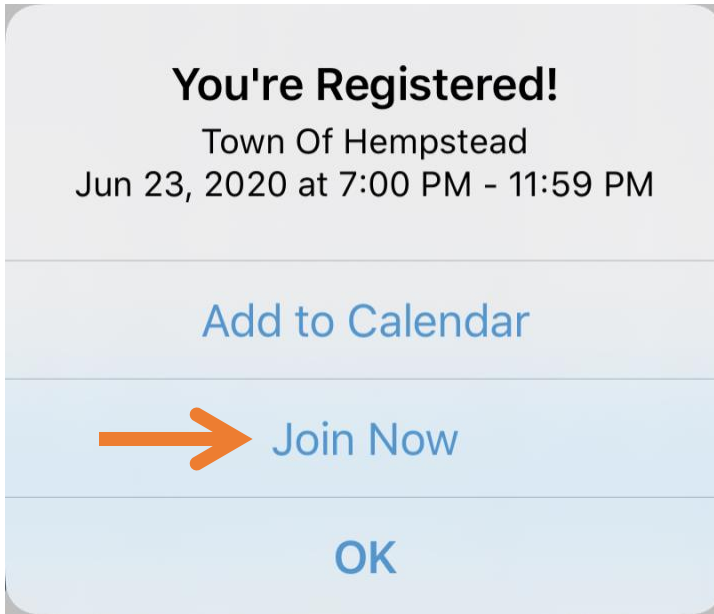 You're Registered!
Town Of Hempstead
Jun 23, 2020 at 7:00 PM - 11:59 PM
Add to Calendar
Join Now
OK